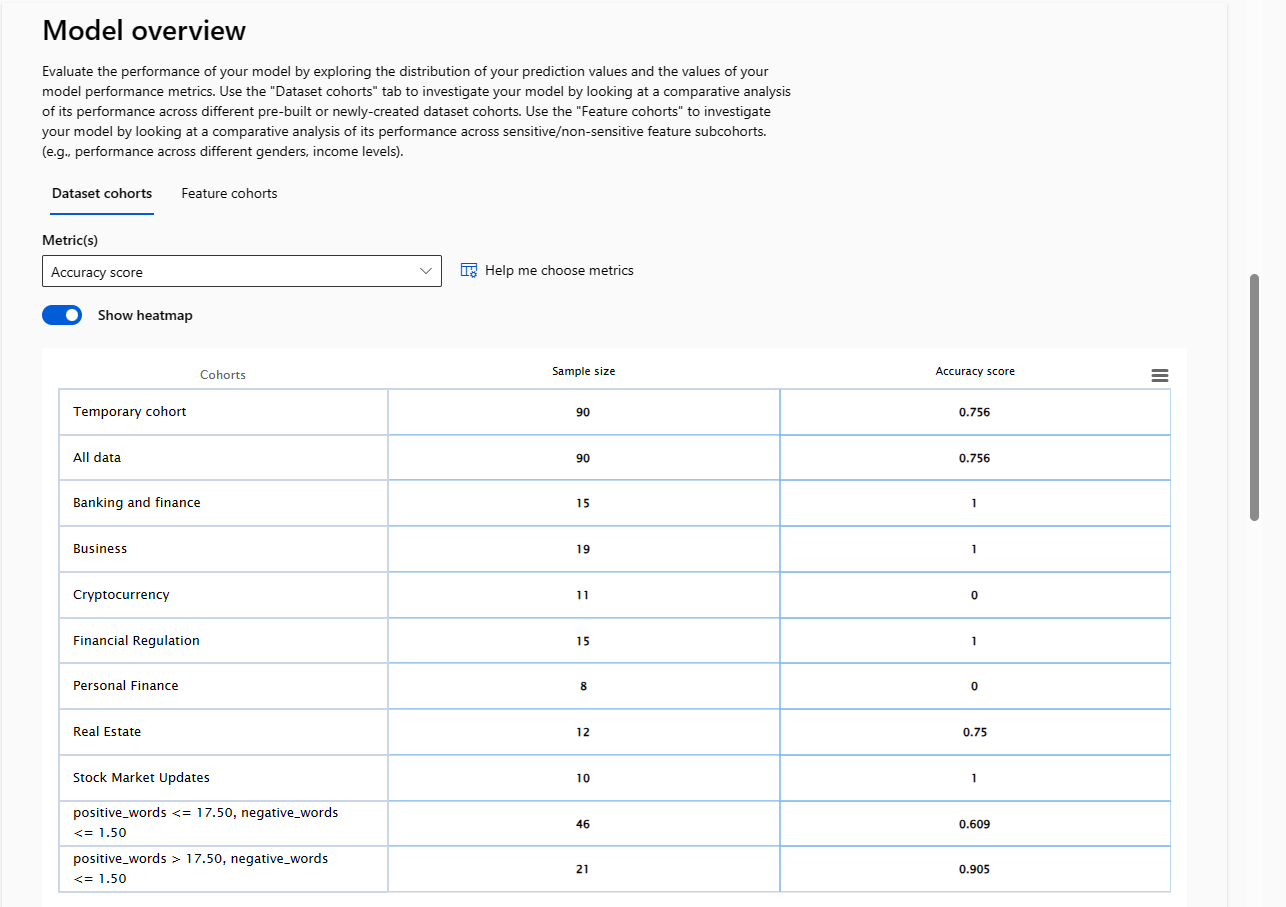 Model overview
Evaluate the performance of your model by exploring the distribution of your prediction values and the values of your
model performance metrics. Use the "Dataset cohorts" tab to investigate your model by looking at a comparative analysis
of its performance across different pre-built or newly-created dataset cohorts. Use the "Feature cohorts" to investigate
your model by looking at a comparative analysis of its performance across sensitive/non-sensitive feature subcohorts.
(e.g., performance across different genders, income levels).
Dataset cohorts Feature cohorts
Metric(s)
Accuracy score Help me choose metrics
Show heatmap
Cohorts Sample size Accuracy score
Temporary cohort 90 0.756
All data 90 0.756
Banking and finance 15 1
Business 19 1
Cryptocurrency 11 0
Financial Regulation 15 1
Personal Finance 8 0
Real Estate 12 0.75
Stock Market Updates 10 1
positive_words <= 17.50, negative_words
<= 1.50 46 0.609
positive_words > 17.50, negative_words
<= 1.50 21 0.905